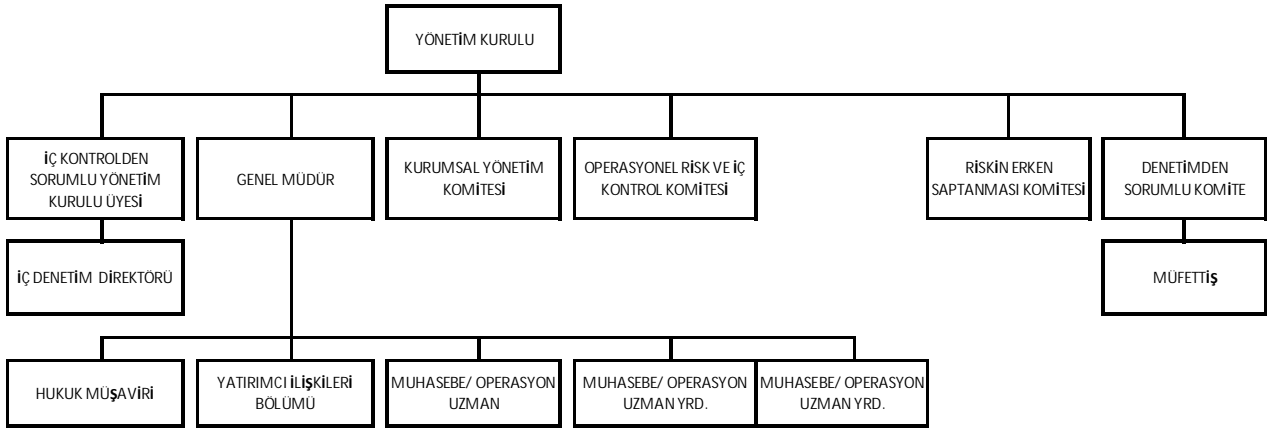 YÖNETİM KURULU
İÇ KONTROLDEN
SORUMLU YÖNETİM
KURULU ÜYESİ
GENEL MÜDÜR
KURUMSAL YÖNETİM
KOMİTESİ
OPERASYONEL RİSK VE İÇ
KONTROL KOMİTESİ
RİSKİN ERKEN
SAPTANMASI KOMİTESİ
DENETİMDEN
SORUMLU KOMİTE
İÇ DENETİM DİREKTÖRÜ
MÜFETTİŞ
HUKUK MÜŞAVİRİ
YATIRIMCI İLİŞKİLERİ
BÖLÜMÜ
MUHASEBE/ OPERASYON
UZMAN
MUHASEBE/ OPERASYON
UZMAN YRD.
MUHASEBE/ OPERASYON
UZMAN YRD.